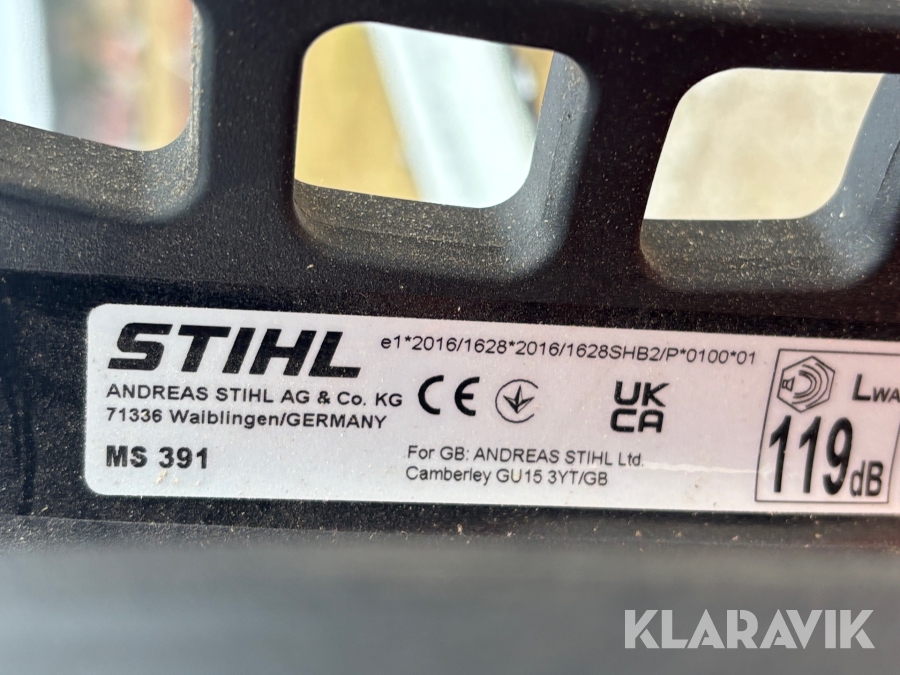 STIHL
ANDREAS STIHL AG & Co. KG
71336 Waiblingen/GERMANY
MS 391
e1*2016/1628*2016/1628SHB2/P*0100*01
CE
UK
CA
For GB: ANDREAS STIHL Ltd.
Camberley GU15 3YT/GB
LWA
119dB
KLARAVIK